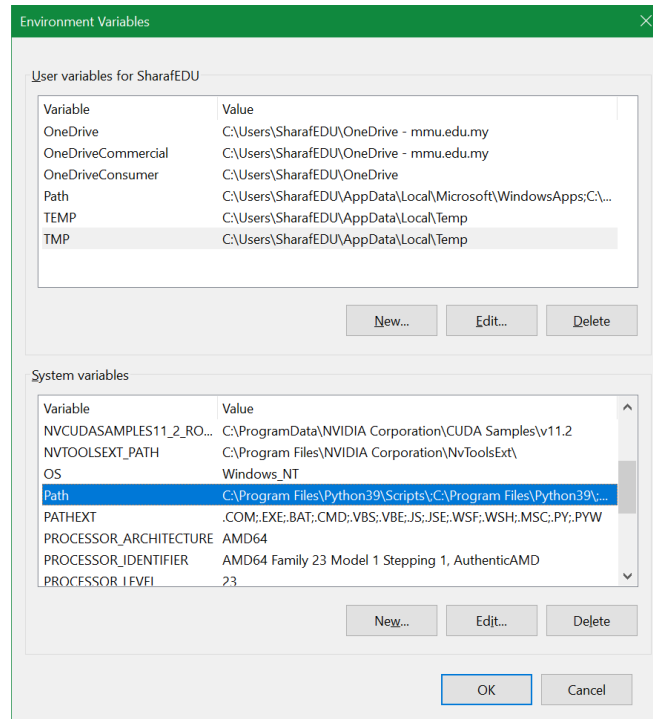 Environment Variables
User variables for SharafEDU
Variable Value
OneDrive C:\Users\SharafEDU\OneDrive - mmu.edu.my
OneDriveCommercial C:\Users\SharafEDU\OneDrive - mmu.edu.my
OneDriveConsumer C:\Users\SharafEDU\OneDrive
Path C:\Users\SharafEDU\AppData\Local\Microsoft\WindowsApps;C:\...
TEMP C:\Users\SharafEDU\AppData\Local\Temp
TMP C:\Users\SharafEDU\AppData\Local\Temp
New... Edit... Delete
System variables
Variable Value
NVCUDASAMPLES11_2_RO... C:\ProgramData\NVIDIA Corporation\CUDA Samples\v11.2
NVTOOLSEXT_PATH C:\Program Files\NVIDIA Corporation\NvToolsExt\
OS Windows_NT
Path C:\Program Files\Python39\Scripts\;C:\Program Files\Python39\;...
PATHEXT .COM;.EXE;.BAT;.CMD;.VBS;.VBE;.JS;.JSE;.WSF;.WSH;.MSC;.PY;.PYW
PROCESSOR_ARCHITECTURE AMD64
PROCESSOR_IDENTIFIER AMD64 Family 23 Model 1 Stepping 1, AuthenticAMD
PROCESSOR_LEVEL 23
New... Edit... Delete
OK Cancel